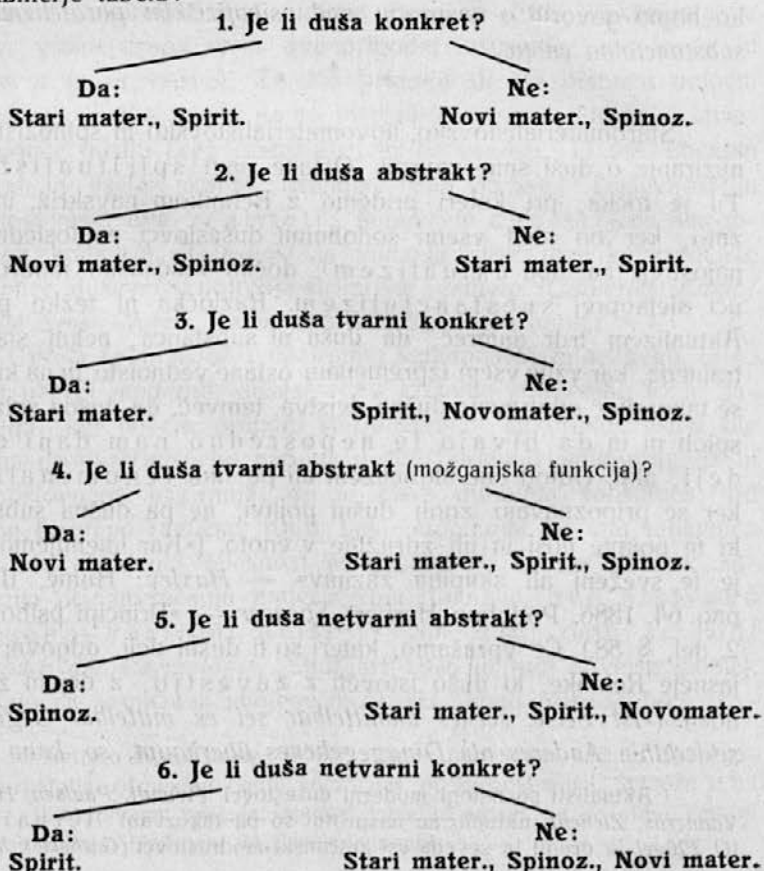 1. Je li duša konkret?
Da: Ne:
Stari mater., Spirit. Novi mater., Spinoz.
2. Je li duša abstrakt?
Da: Ne:
Novi mater., Spinoz. Stari mater., Spirit.
3. Je li duša tvarni konkret?
Da: Ne:
Stari mater. Spirit., Novomater., Spinoz.
4. Je li duša tvarni abstrakt (možganjska funkcija)?
Da: Ne:
Novi mater. Stari mater., Spirit., Spinoz.
5. Je li duša netvarni abstrakt?
Da: Ne:
Spinoz. Stari mater., Spirit., Novomater.
6. Je li duša netvarni konkret?
Da: Ne:
Spirit. Stari mater., Spinoz., Novi mater.